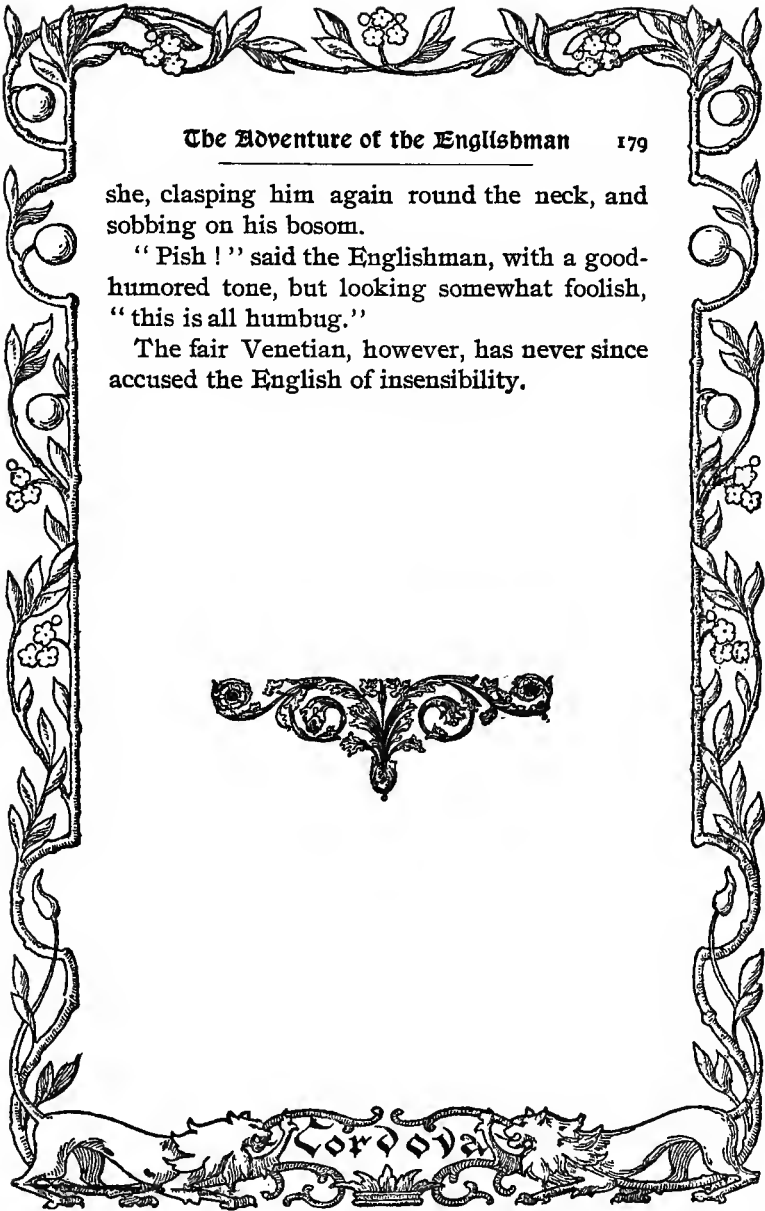 The Adventure of the Englishman 179
she, clasping him again round the neck, and
sobbing on his bosom.
“ Pish ! ” said the Englishman, with a good-
humored tone, but looking somewhat foolish,
“ this is all humbug.”
The fair Venetian, however, has never since
accused the English of insensibility.
Cordova